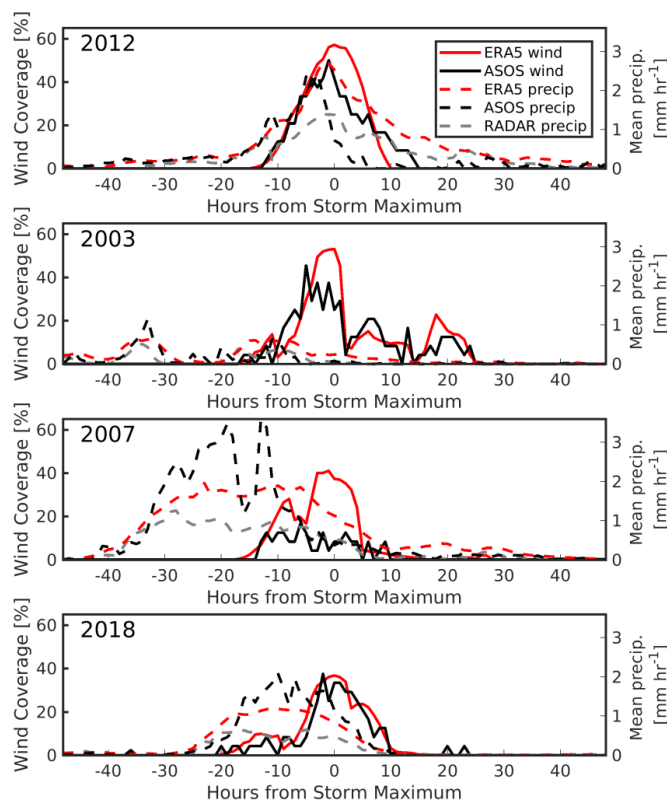 2012
Wind Coverage [%]
60
40
20
0
3
2
1
0
Mean precip.
[mm hr-1]
ERA5 wind
ASOS wind
ERA5 precip
ASOS precip
RADAR precip
-40 -30 -20 -10 0 10 20 30 40
Hours from Storm Maximum
2003
Wind Coverage [%]
60
40
20
0
3
2
1
0
Mean precip.
[mm hr-1]
-40 -30 -20 -10 0 10 20 30 40
Hours from Storm Maximum
2007
Wind Coverage [%]
60
40
20
0
3
2
1
0
Mean precip.
[mm hr-1]
-40 -30 -20 -10 0 10 20 30 40
Hours from Storm Maximum
2018
Wind Coverage [%]
60
40
20
0
3
2
1
0
Mean precip.
[mm hr-1]
-40 -30 -20 -10 0 10 20 30 40
Hours from Storm Maximum